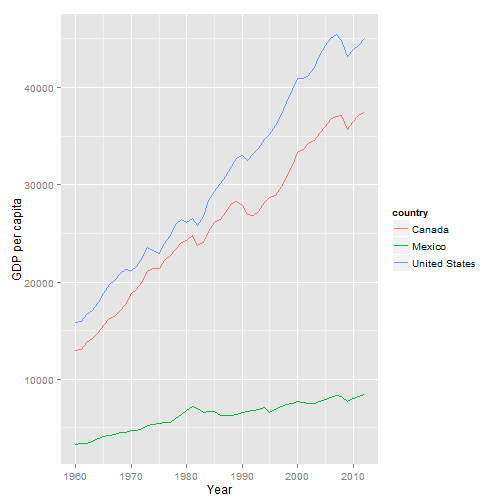 40000
30000
20000
10000
GDP per capita
1960 1970 1980 1990 2000 2010
Year
country
Canada
Mexico
United States